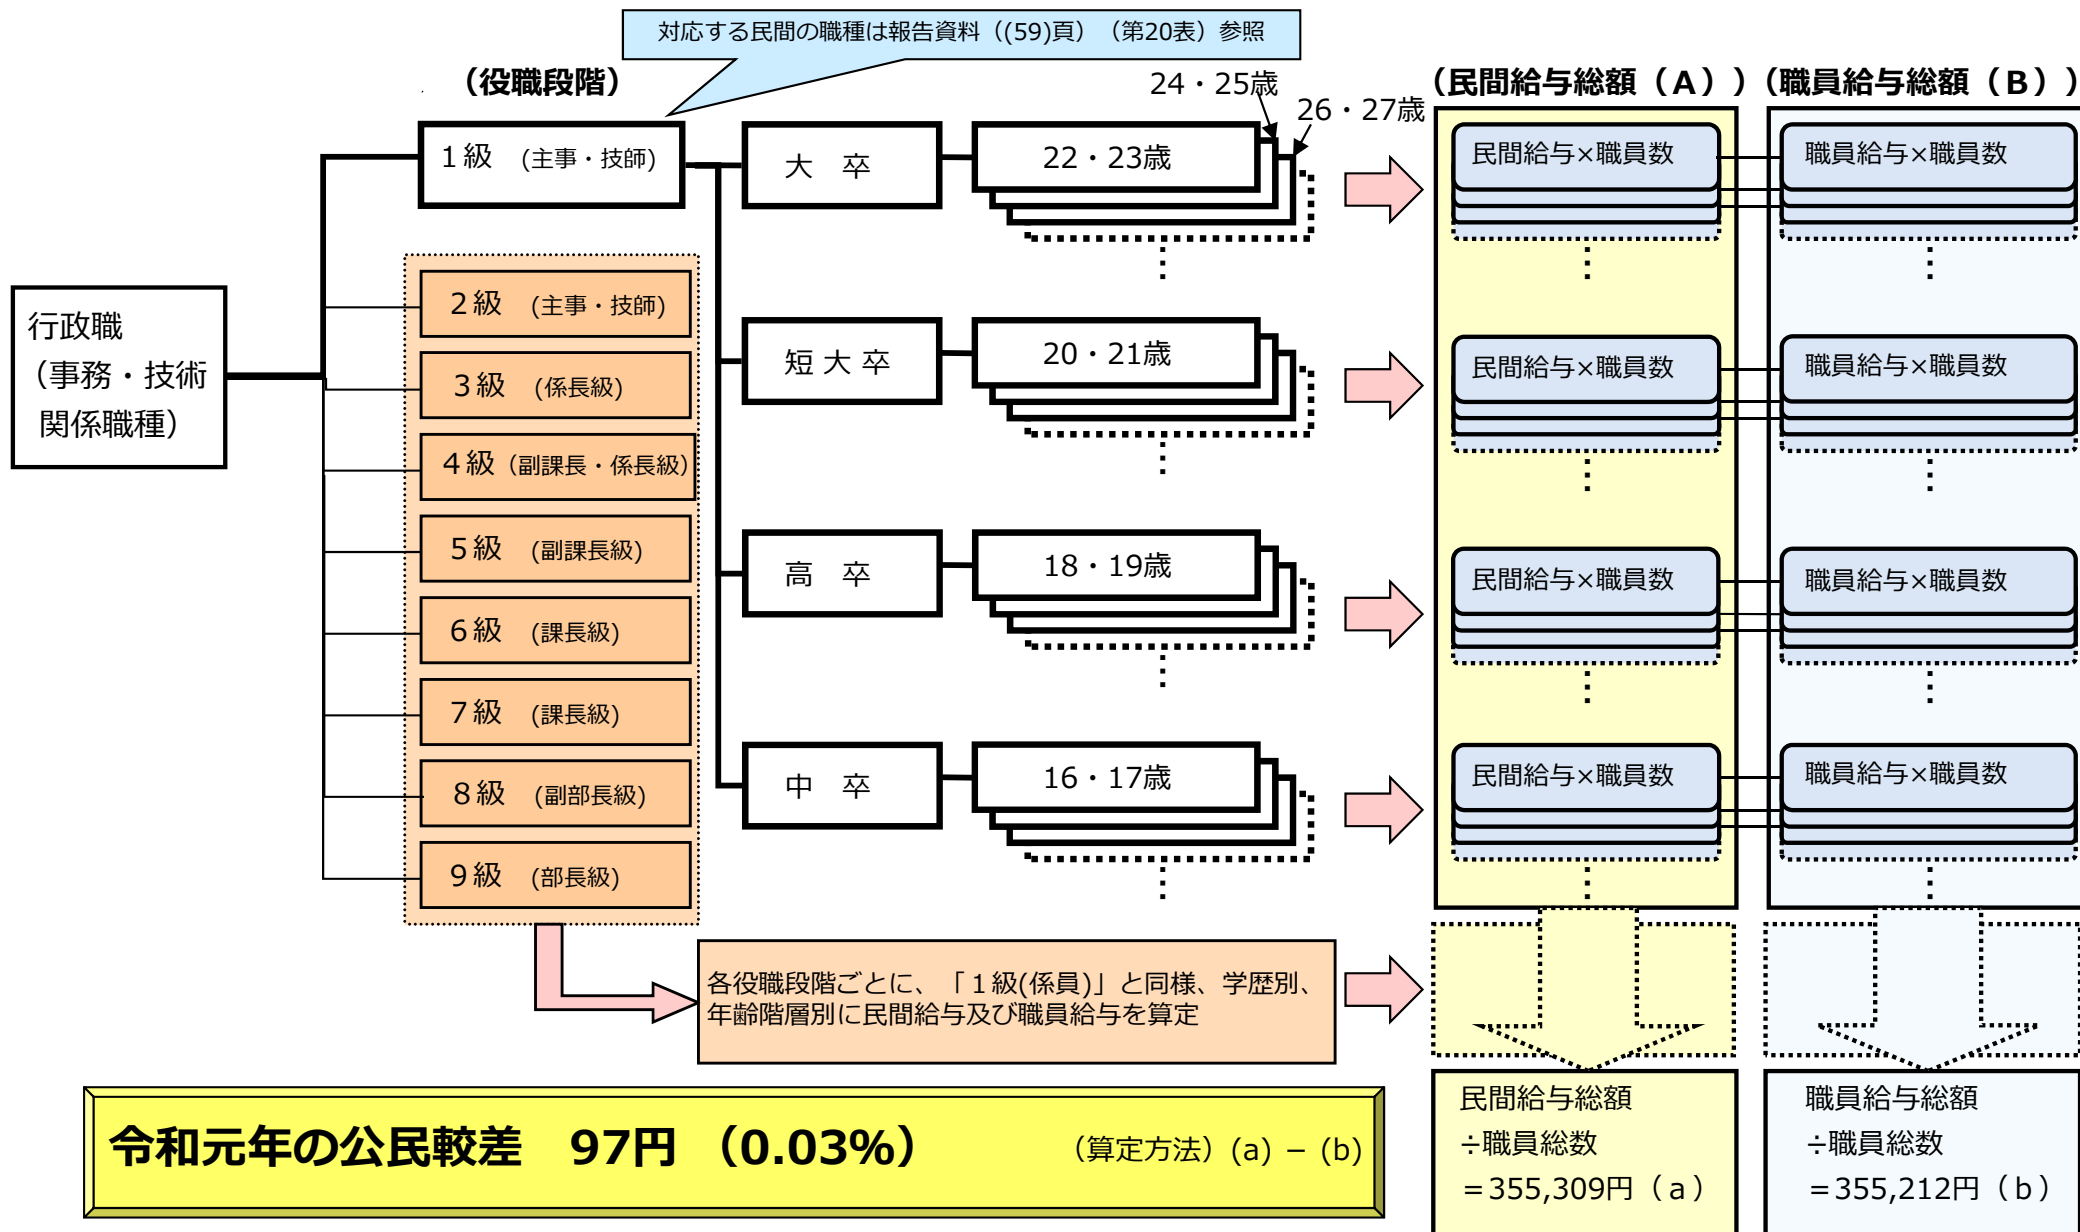 対応する民間の職種は報告資料（(59)頁）（第20表）参照
（役職段階）
24・25歳
26・27歳
（民間給与総額（A））
（職員給与総額（B））
行政職
（事務・技術
関係職種）
１級　(主事・技師)
２級　(主事・技師)
３級　(係長級)
４級（副課長・係長級）
５級　(副課長級)
６級　(課長級)
７級　(課長級)
８級　(副部長級)
９級　(部長級)
大　卒
22・23歳
民間給与×職員数
職員給与×職員数
短 大 卒
20・21歳
民間給与×職員数
職員給与×職員数
高　卒
18・19歳
民間給与×職員数
職員給与×職員数
中　卒
16・17歳
民間給与×職員数
職員給与×職員数
各役職段階ごとに、「１級(係員)」と同様、学歴別、
年齢階層別に民間給与及び職員給与を算定
令和元年の公民較差　97円 （0.03%）
（算定方法）(a) − (b)
民間給与総額
÷職員総数
＝355,309円（ａ）
職員給与総額
÷職員総数
＝355,212円（ｂ）